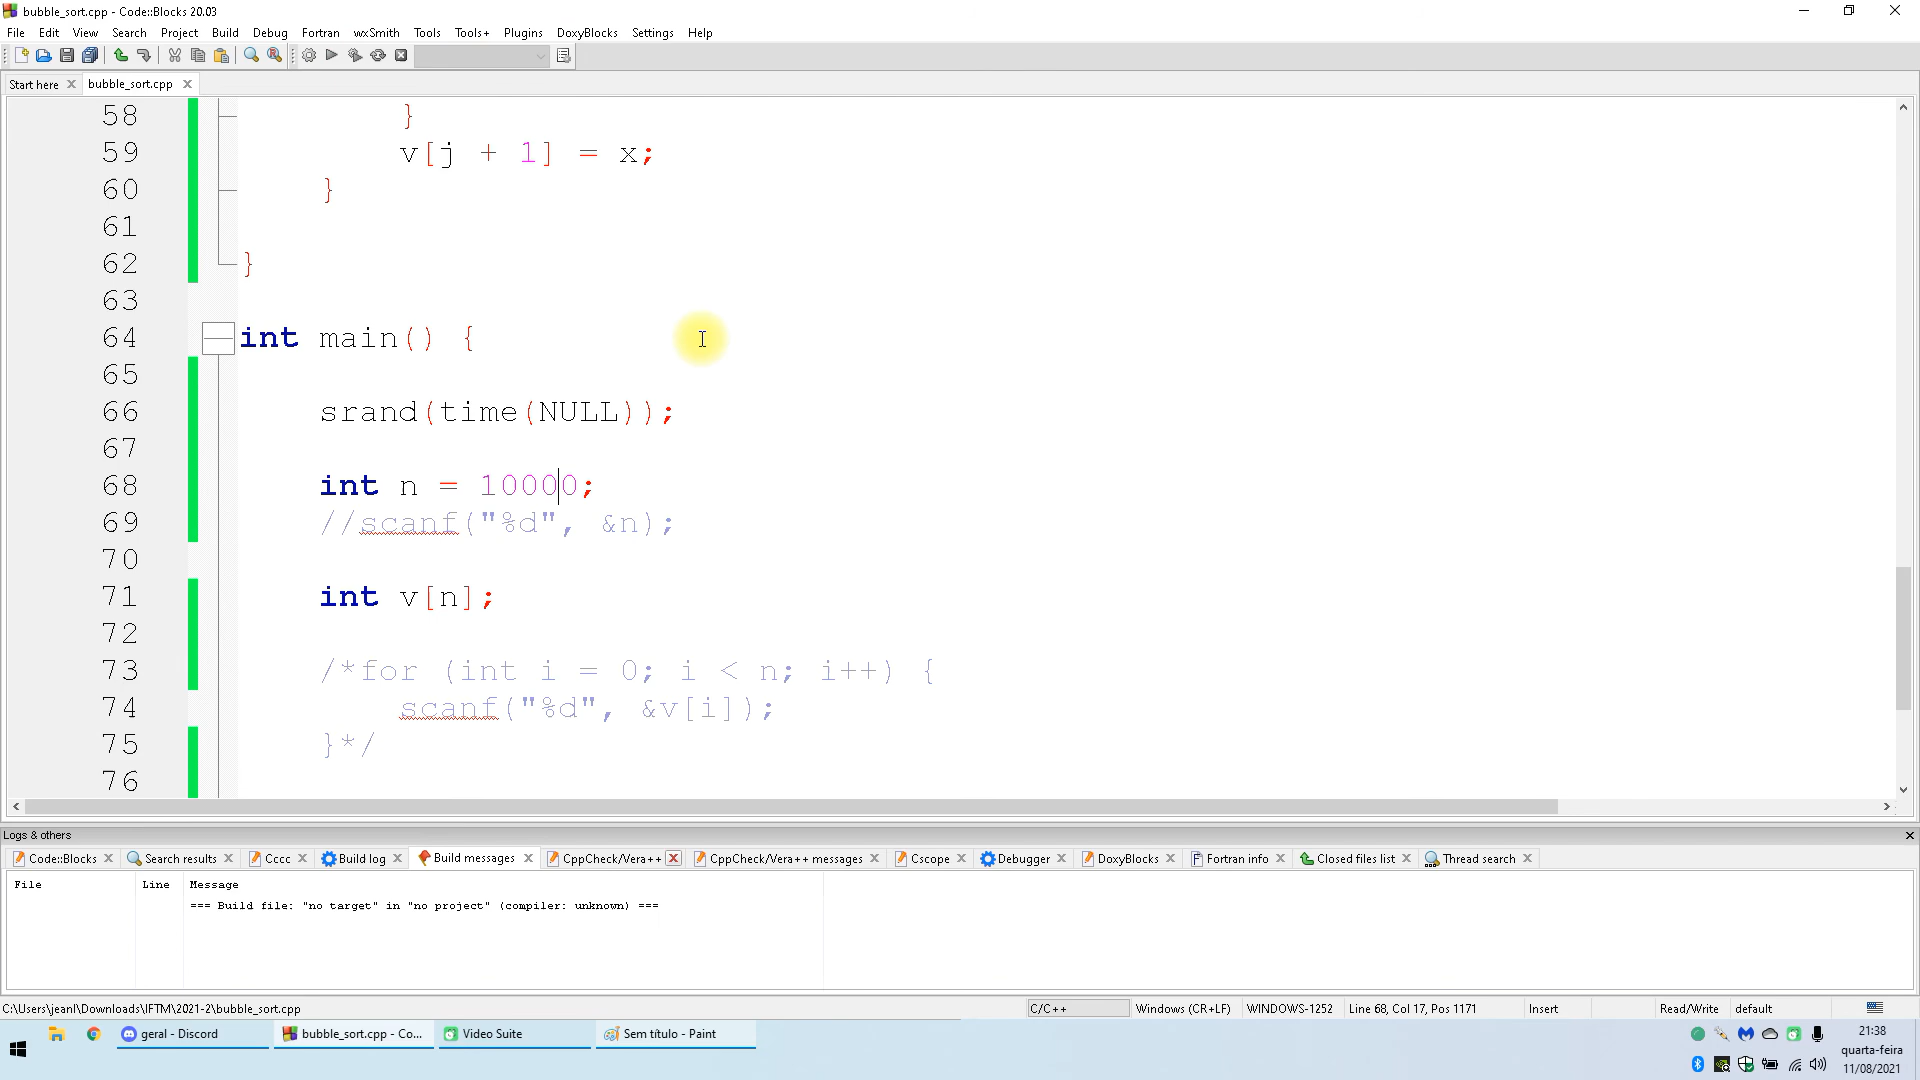 bubble_sort.cpp - Code::Blocks 20.03
File Edit View Search Project Build Debug Fortran wxSmith Tools Tools+ Plugins DoxyBlocks Settings Help
Start here bubble_sort.cpp
58 }
59 v[j + 1] = x;
60 }
61
62 }
63
64 int main() {
65
66 srand(time(NULL));
67
68 int n = 10000;
69 //scanf("%d", &n);
70
71 int v[n];
72
73 /*for (int i = 0; i < n; i++) {
74 scanf("%d", &v[i]);
75 }*/
76
Logs & others
Code::Blocks Search results Cccc Build log Build messages CppCheck/Vera++ CppCheck/Vera++ messages Cscope Debugger DoxyBlocks Fortran info Closed files list Thread search
File Line Message
=== Build file: "no target" in "no project" (compiler: unknown) ===
C:\Users\jeanl\Downloads\IFTM\2021-2\bubble_sort.cpp C/C++ Windows (CR+LF) WINDOWS-1252 Line 68, Col 17, Pos 1171 Insert Read/Write default
geral - Discord bubble_sort.cpp - Co... Video Suite Sem título - Paint
21:38
quarta-feira
11/08/2021